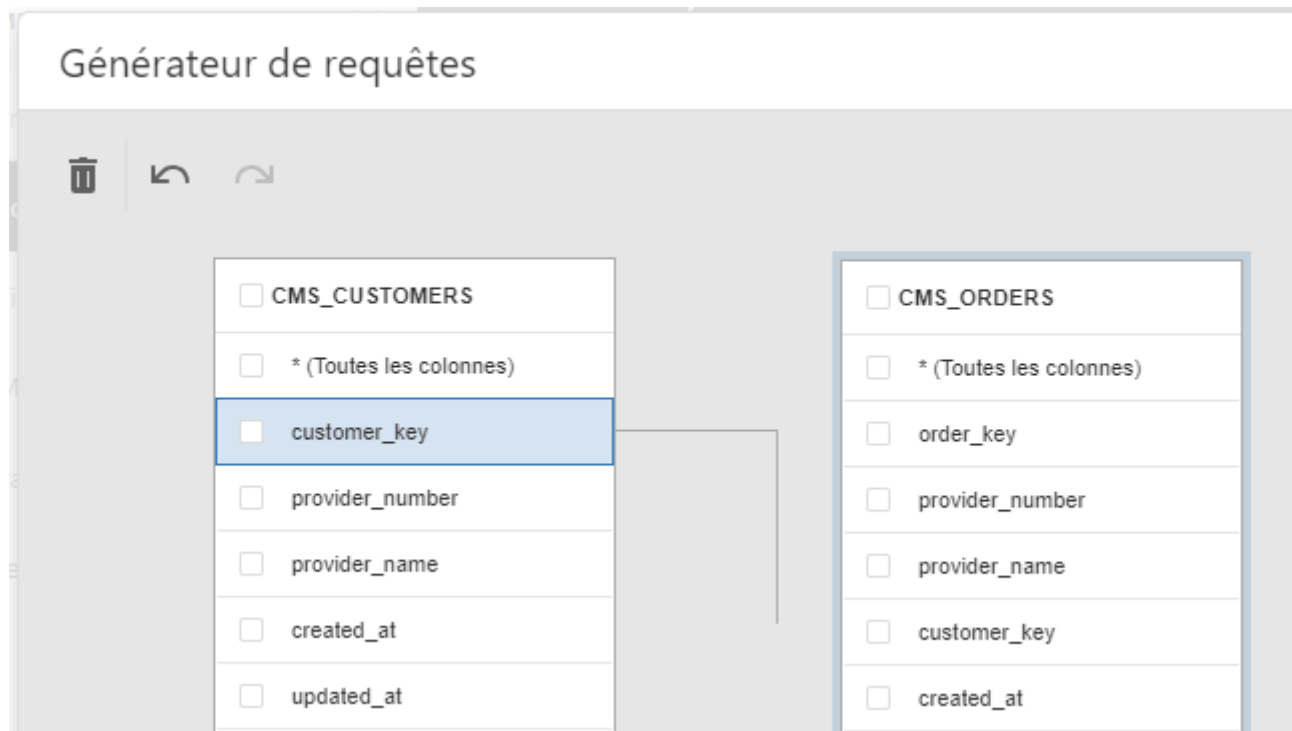 Générateur de requêtes
CMS_CUSTOMERS
* (Toutes les colonnes)
customer_key
provider_number
provider_name
created_at
updated_at
CMS_ORDERS
* (Toutes les colonnes)
order_key
provider_number
provider_name
customer_key
created_at